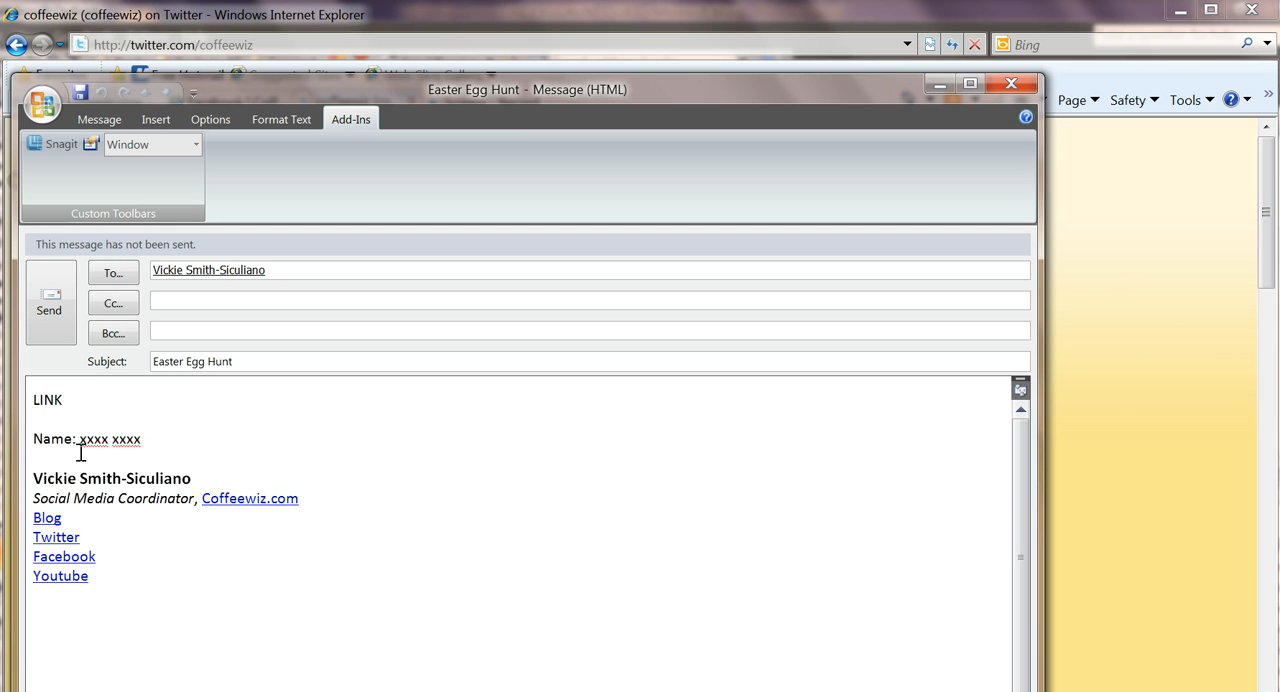 coffeewiz (coffeewiz) on Twitter - Windows Internet Explorer
http://twitter.com/coffeewiz
Bing
Easter Egg Hunt - Message (HTML)
Page Safety Tools
Message Insert Options Format Text Add-Ins
Snagit Window
Custom Toolbars
This message has not been sent.
To... Vickie Smith-Siculiano
Send
Cc...
Bcc...
Subject: Easter Egg Hunt
LINK
Name: xxxx xxxx
Vickie Smith-Siculiano
Social Media Coordinator, Coffeewiz.com
Blog
Twitter
Facebook
Youtube